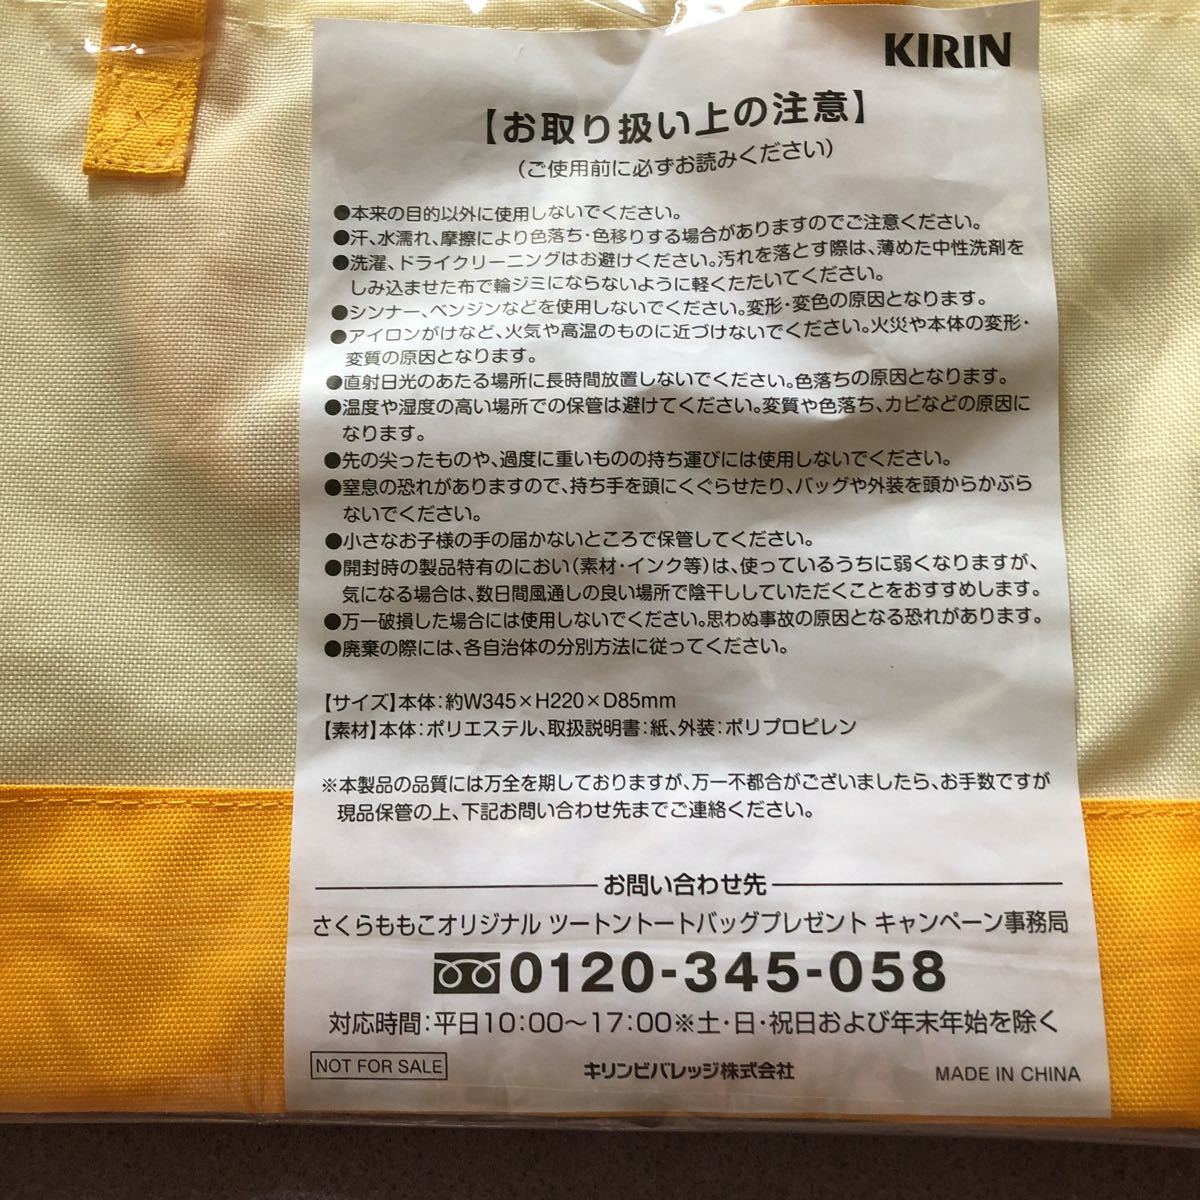 KIRIN
【お取り扱い上の注意】
（ご使用前に必ずお読みください）
●本来の目的以外に使用しないでください。
●汗、水濡れ、摩擦により色落ち・色移りする場合がありますのでご注意ください。
●洗濯、ドライクリーニングはお避けください。汚れを落とす際は、薄めた中性洗剤を
しみ込ませた布で輪ジミにならないように軽くたたいてください。
●シンナー、ベンジンなどを使用しないでください。変形・変色の原因となります。
●アイロンがけなど、火気や高温のものに近づけないでください。火災や本体の変形・
変質の原因となります。
●直射日光のあたる場所に長時間放置しないでください。色落ちの原因となります。
●温度や湿度の高い場所での保管は避けてください。変質や色落ち、カビなどの原因に
なります。
●先の尖ったものや、過度に重いものの持ち運びには使用しないでください。
●窒息の恐れがありますので、持ち手を頭にくぐらせたり、バッグや外装を頭からかぶら
ないでください。
●小さなお子様の手の届かないところで保管してください。
●開封時の製品特有のにおい（素材・インク等）は、使っているうちに弱くなりますが、
気になる場合は、数日間風通しの良い場所で陰干ししていただくことをおすすめします。
●万一破損した場合には使用しないでください。思わぬ事故の原因となる恐れがあります。
●廃棄の際には、各自治体の分別方法に従ってください。
【サイズ】本体：約W345×H220×D85mm
【素材】本体：ポリエステル、取扱説明書：紙、外装：ポリプロピレン
※本製品の品質には万全を期しておりますが、万一不都合がございましたら、お手数ですが
現品保管の上、下記お問い合わせ先までご連絡ください。
お問い合わせ先
さくらももこオリジナル ツートントートバッグプレゼント キャンペーン事務局
0120-345-058
対応時間：平日10：00～17：00※土・日・祝日および年末年始を除く
NOT FOR SALE
キリンビバレッジ株式会社
MADE IN CHINA